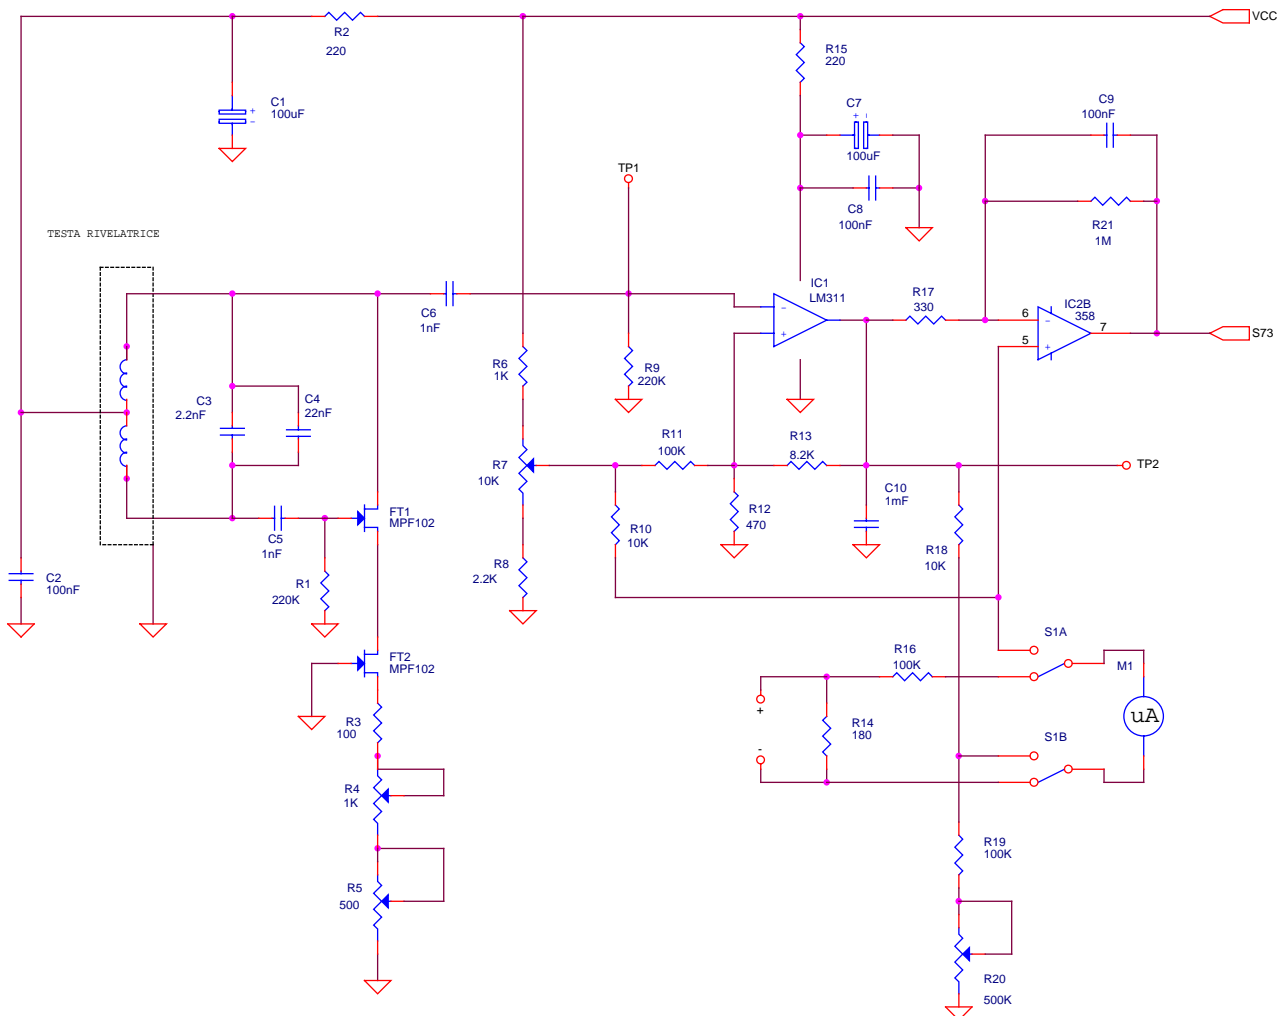 VCC
R2
220
R15
220
C1
100uF
C7
+ -
100uF
C9
100nF
+
-
TP1
C8
100nF
R21
1M
TESTA RIVELATRICE
IC1
LM311
R17
330
IC2B
358
6
-
7
5
+
S73
C6
1nF
-
+
R6
1K
R9
220K
C3
2.2nF
C4
22nF
R11
100K
R13
8.2K
R7
10K
TP2
C10
1mF
FT1
MPF102
R12
470
R10
10K
C5
1nF
R18
10K
R8
2.2K
C2
100nF
R1
220K
S1A
FT2
MPF102
R16
100K
M1
+
R3
100
R14
180
uA
S1B
-
R4
1K
R19
100K
R5
500
R20
500K